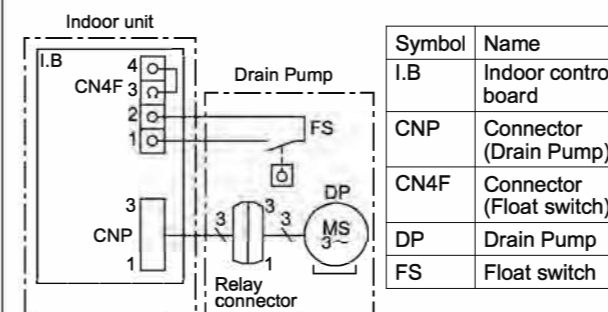 Indoor unit
I.B
4
CN4F 3
2
1
Drain Pump
FS
DP
3
CNP
1
3
3
3
1
MS
3~
Relay
connector
Symbol Name
I.B Indoor contro
board
CNP Connector
(Drain Pump)
CN4F Connector
(Float switch)
DP Drain Pump
FS Float switch